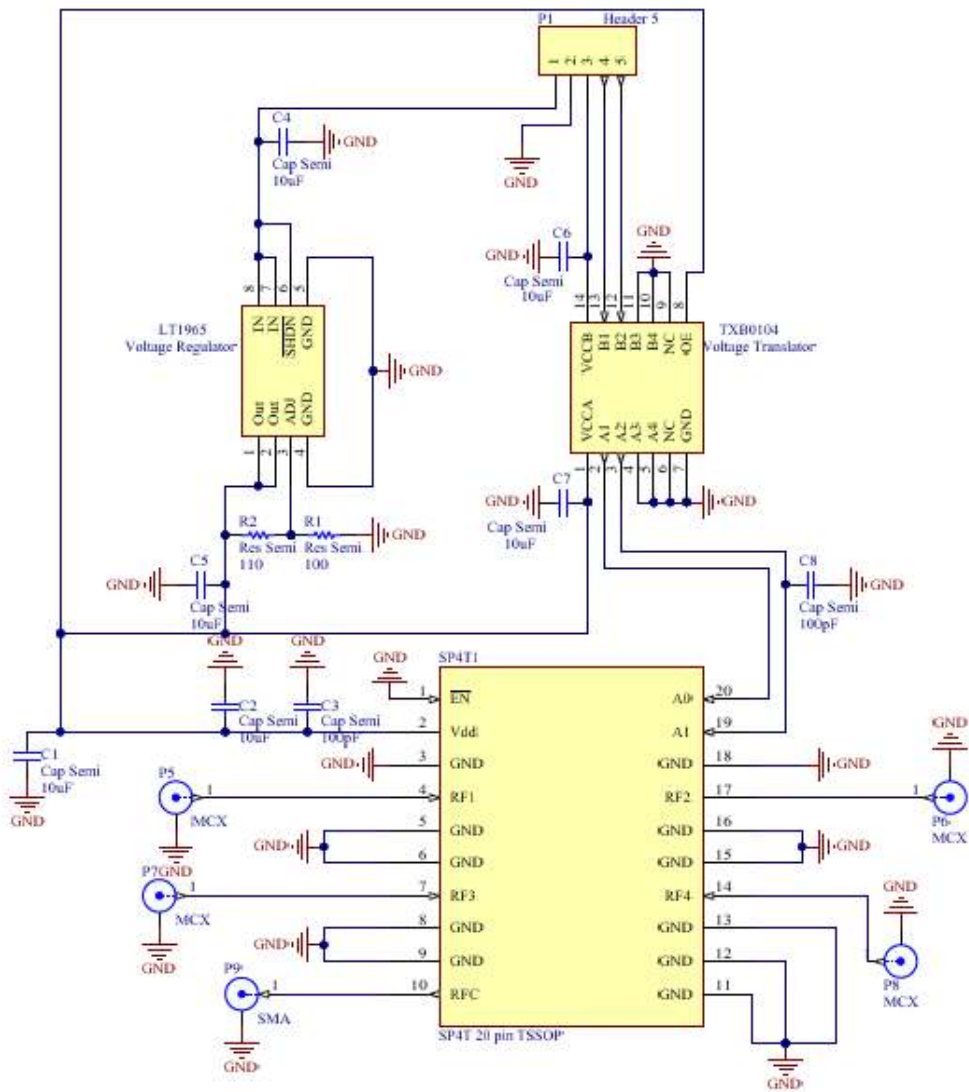 P1
Header 5
1
2
3
4
5
C4
GND
Cap Semi
10uF
GND
GND
C6
GND
Cap Semi
10uF
8
7
6
5
IN
IN
SHDN
GND
LT1965
Voltage Regulator
GND
Out
Out
ADJ
GND
1
2
3
4
14
13
12
11
10
9
8
VCCB
B1
B2
B3
B4
NC
OE
TXB0104
Voltage Translator
VCCA
A1
A2
A3
A4
NC
GND
1
2
3
4
5
6
7
C7
GND
Cap Semi
10uF
GND
R2
Res Semi
110
R1
Res Semi
100
GND
C5
GND
Cap Semi
10uF
C8
GND
Cap Semi
100pF
GND
GND
GND
SP4T1
C2
Cap Semi
10uF
C3
Cap Semi
100pF
C1
Cap Semi
10uF
GND
1 EN A0 20
2 Vdd A1 19
GND 3 GND GND 18 GND
P5 1 4 RF1 RF2 17 1 P6
MCX
GND
MCX
5 GND GND 16
GND
GND
6 GND GND 15
GND
P7
1 7 RF3 RF4 14
MCX
GND
GND
8 GND GND 13
GND
9 GND GND 12
P8
MCX
P9 1 10 RFC GND 11
SMA
GND
SP4T 20 pin TSSOP
GND